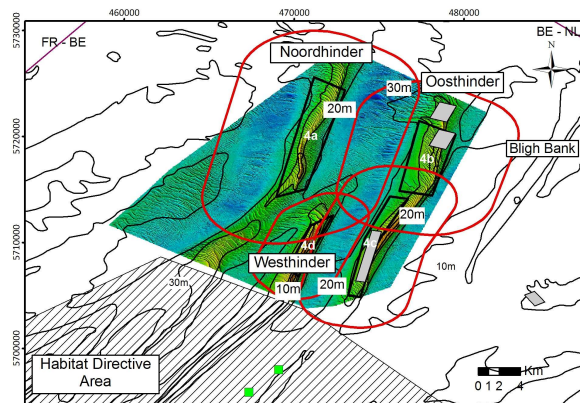 460000
470000
480000
5730000
FR - BE
BE - NL
N
Noordhinder
30m
Oosthinder
20m
5720000
4a
4b
Bligh Bank
20m
5710000
4d
4c
Westhinder
10m
30m
20m
10m
5700000
Habitat Directive
Area
0 1 2 4
Km